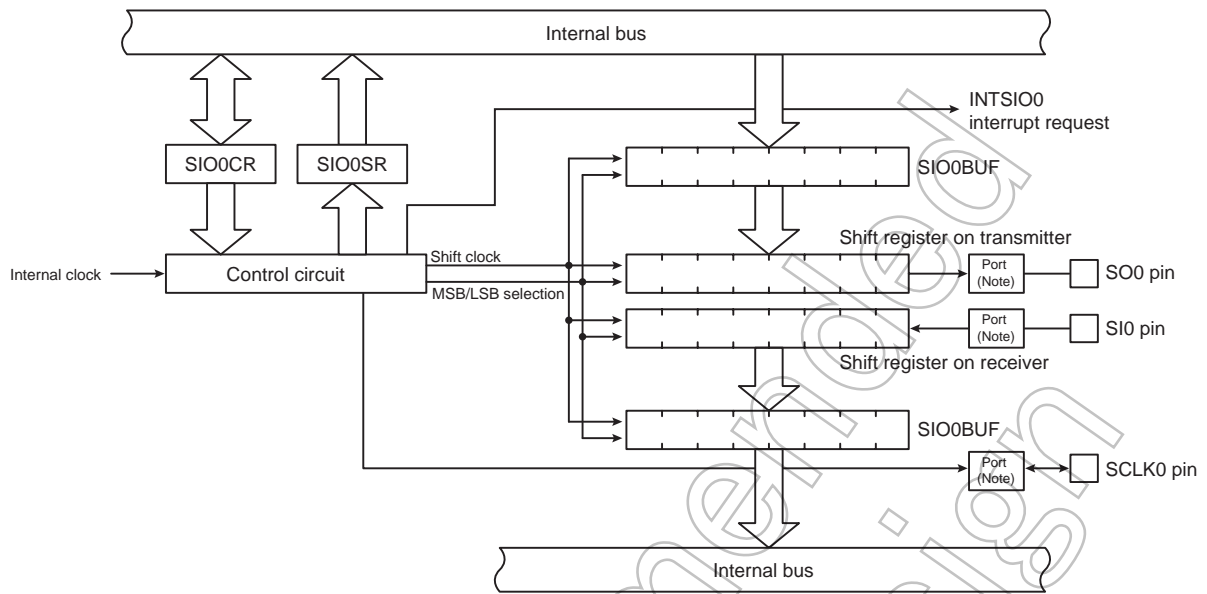 Internal bus
INTSIO0
interrupt request
SIO0CR
SIO0SR
SIO0BUF
Shift register on transmitter
Shift clock
Internal clock
Control circuit
Port
(Note)
SO0 pin
MSB/LSB selection
Port
(Note)
SI0 pin
Shift register on receiver
SIO0BUF
Port
(Note)
SCLK0 pin
Internal bus